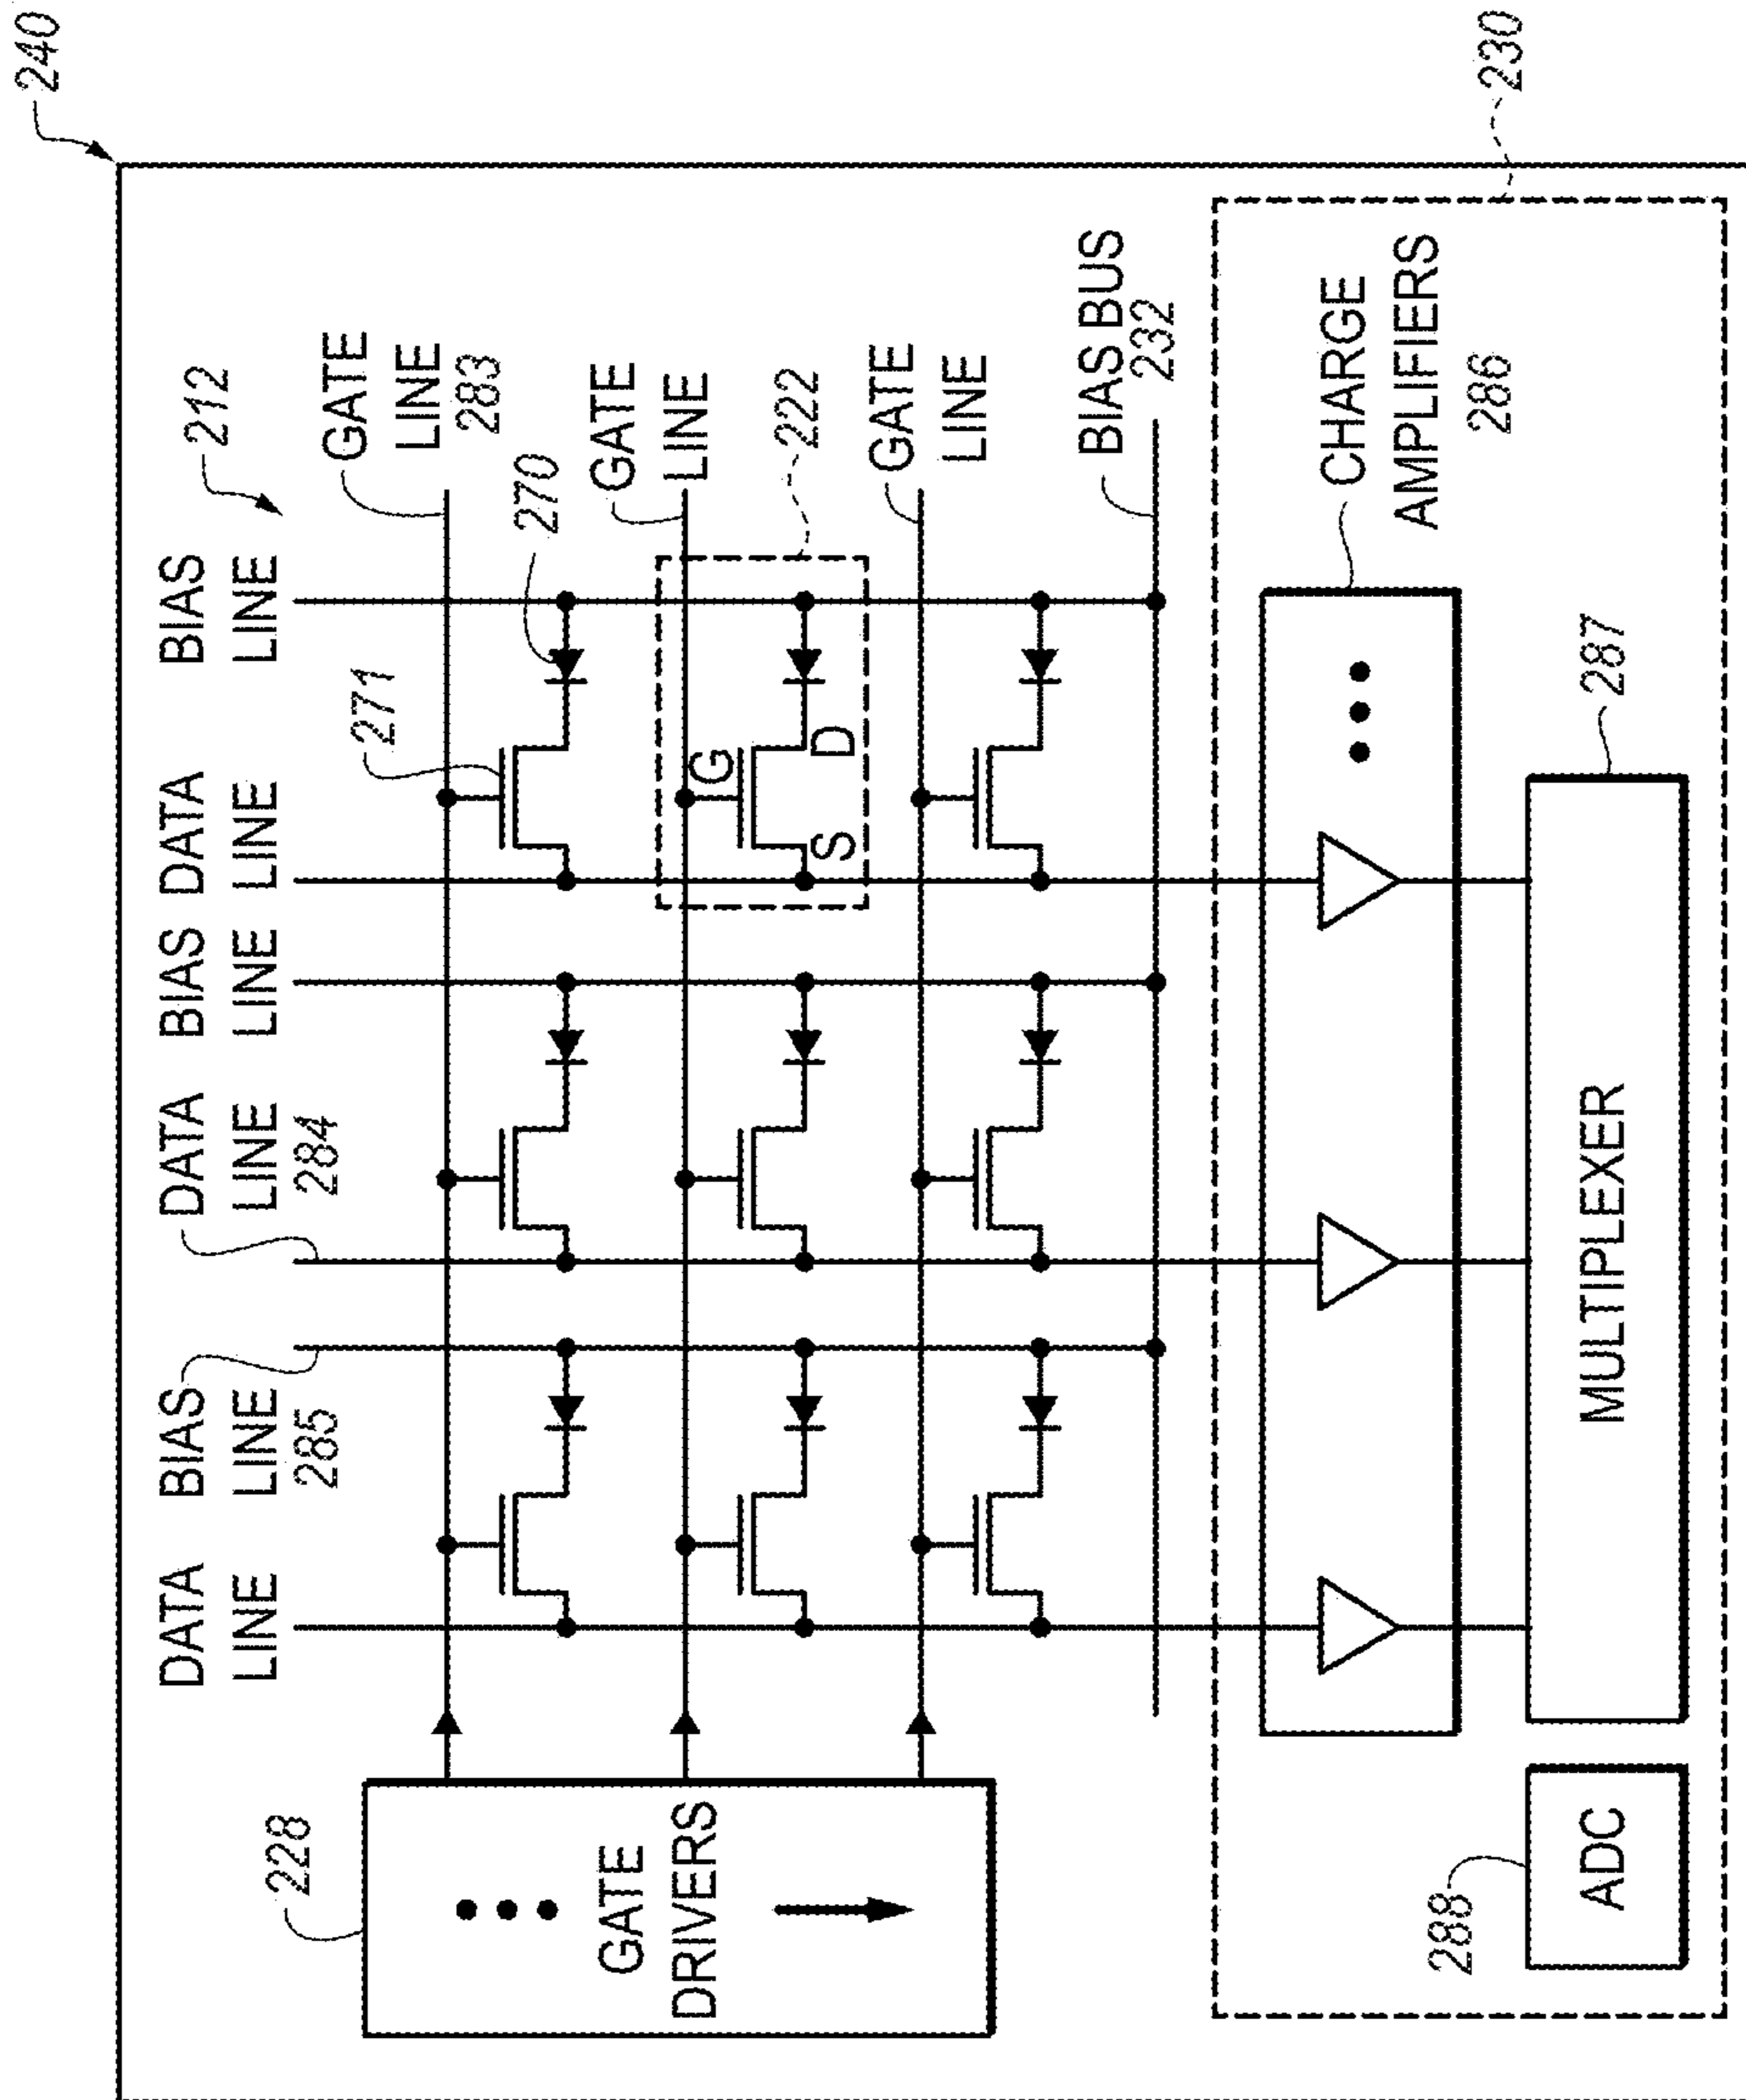 240
212
DATA
LINE
BIAS
LINE
285
DATA
LINE
284
BIAS
LINE
DATA
LINE
BIAS
LINE
GATE
LINE
283
271
270
GATE
LINE
G
S
D
222
GATE
LINE
BIAS BUS
232
228
GATE
DRIVERS
230
CHARGE
AMPLIFIERS
286
287
MULTIPLEXER
288
ADC